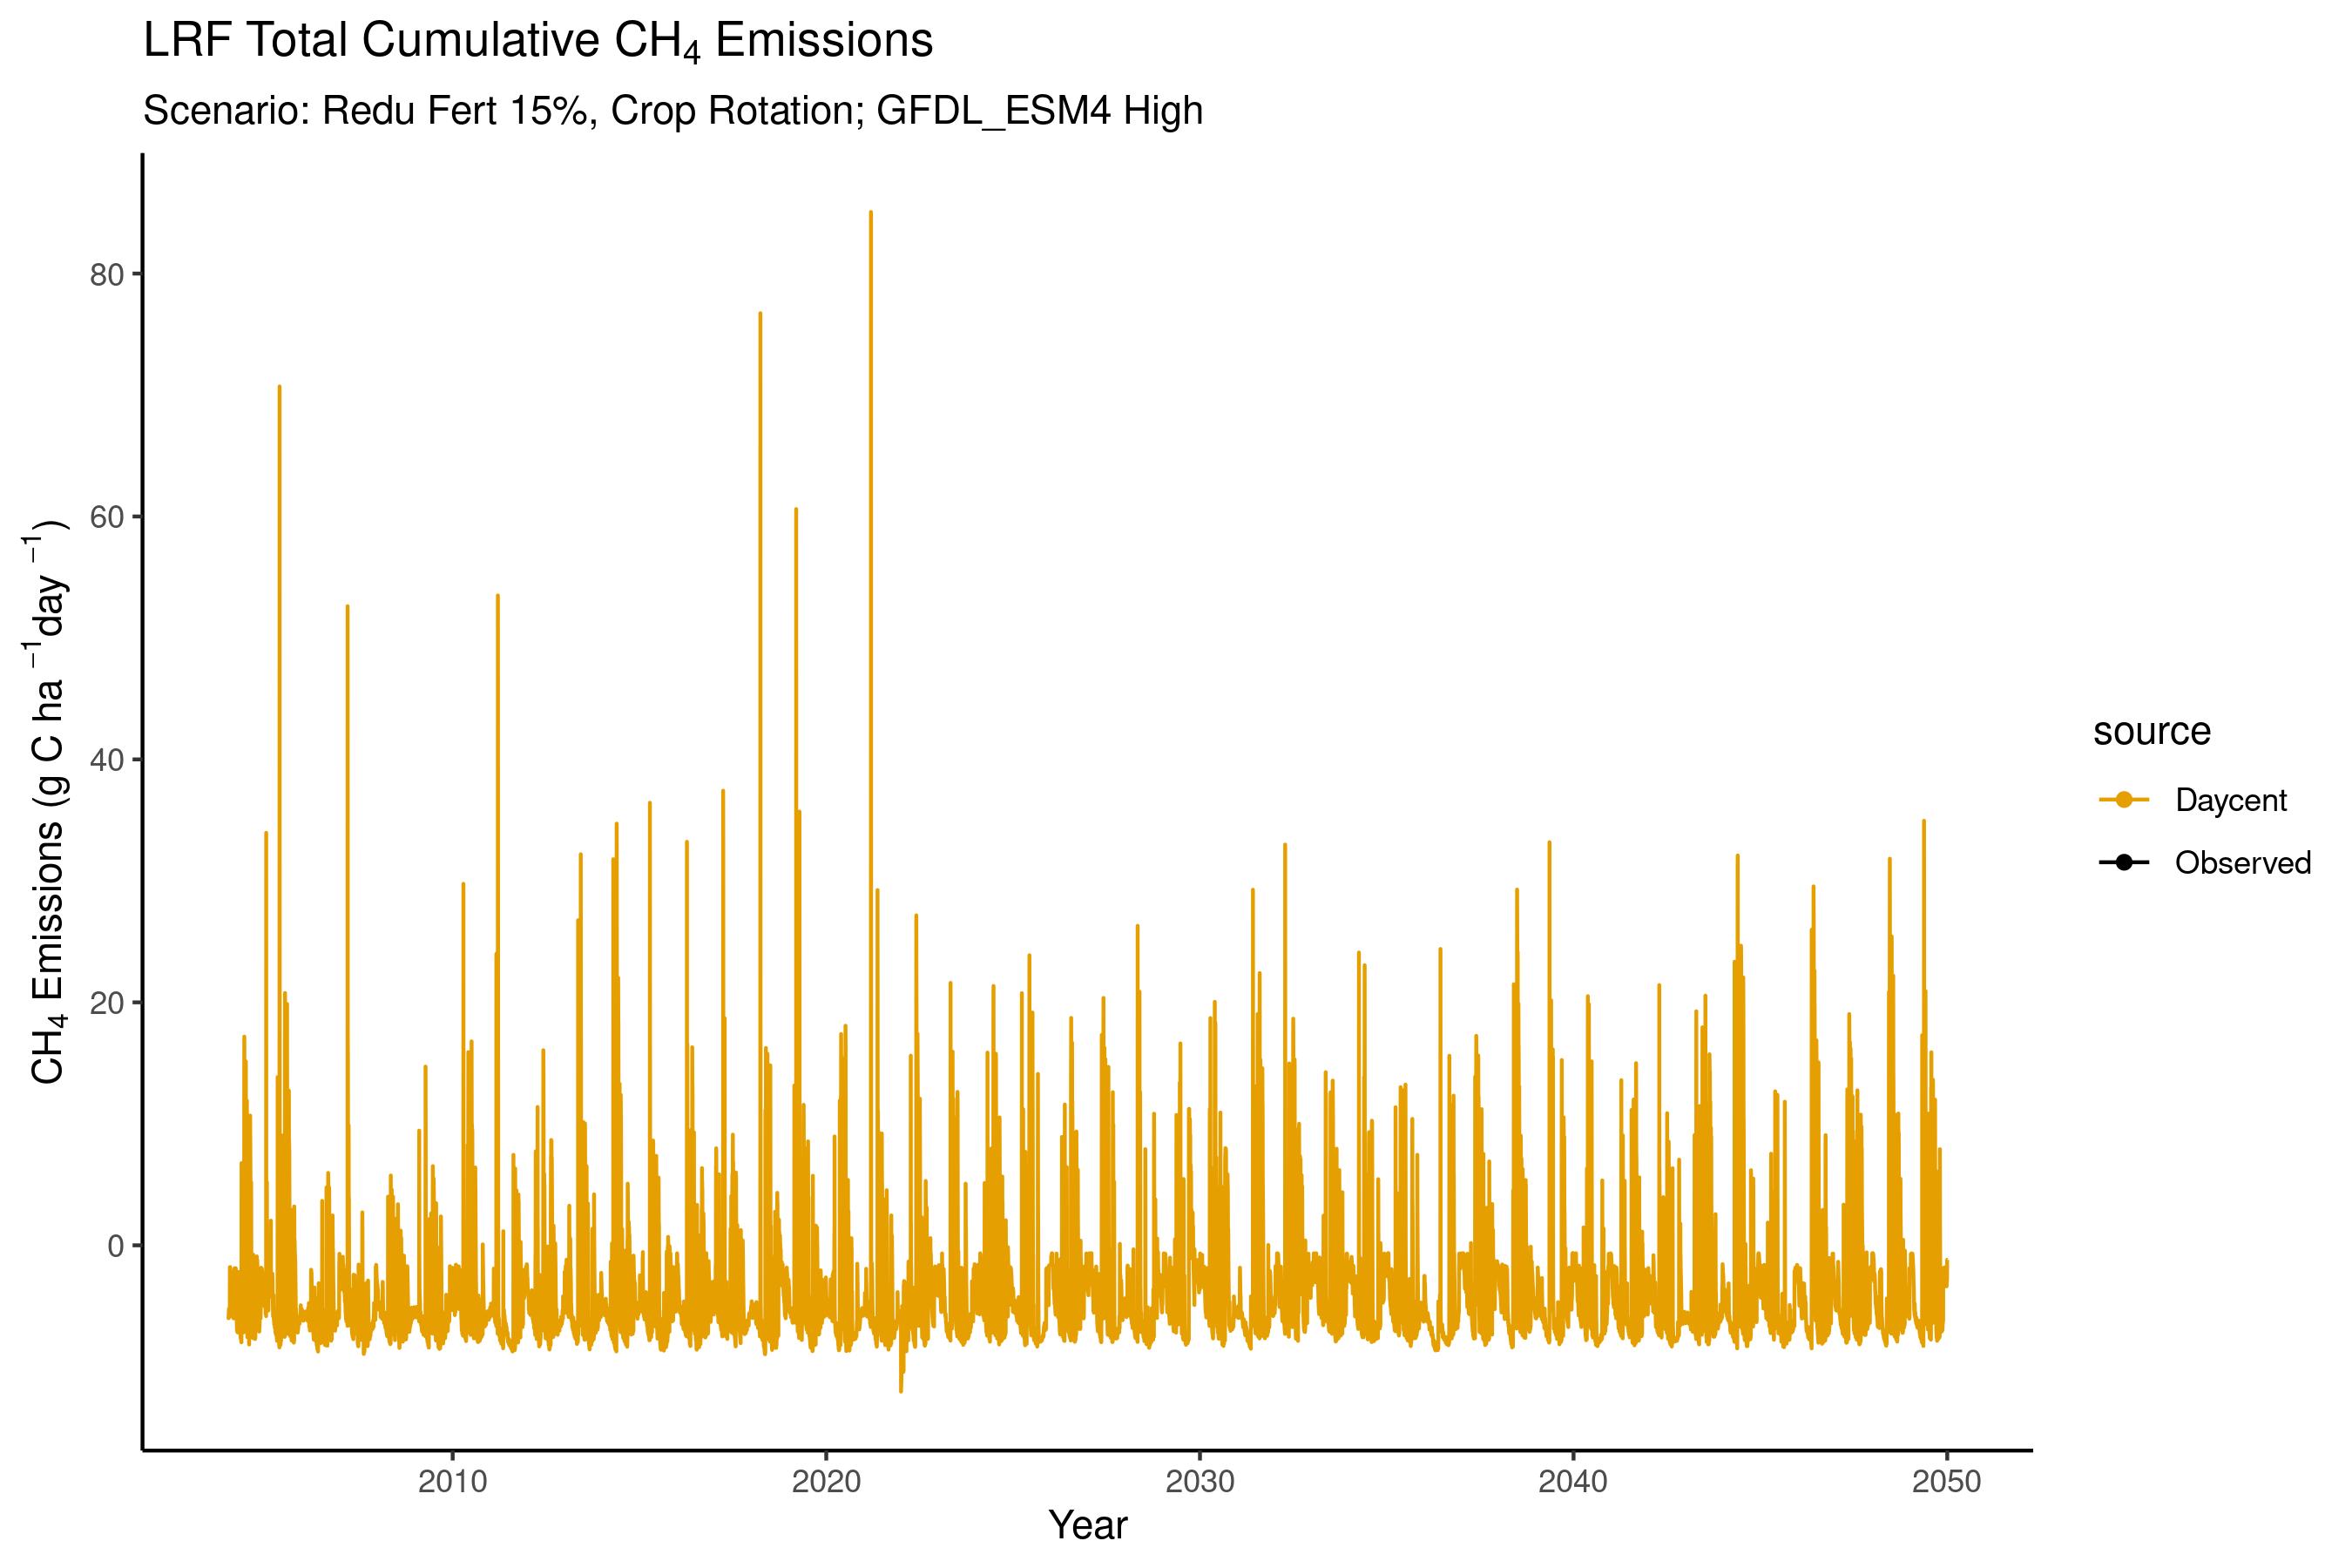 LRF Total Cumulative CH₄ Emissions
Scenario: Redu Fert 15%, Crop Rotation; GFDL_ESM4 High
CH₄ Emissions (g C ha ⁻¹day ⁻¹)
80
60
40
20
0
2010 2020 2030 2040 2050
Year
source
Daycent
Observed